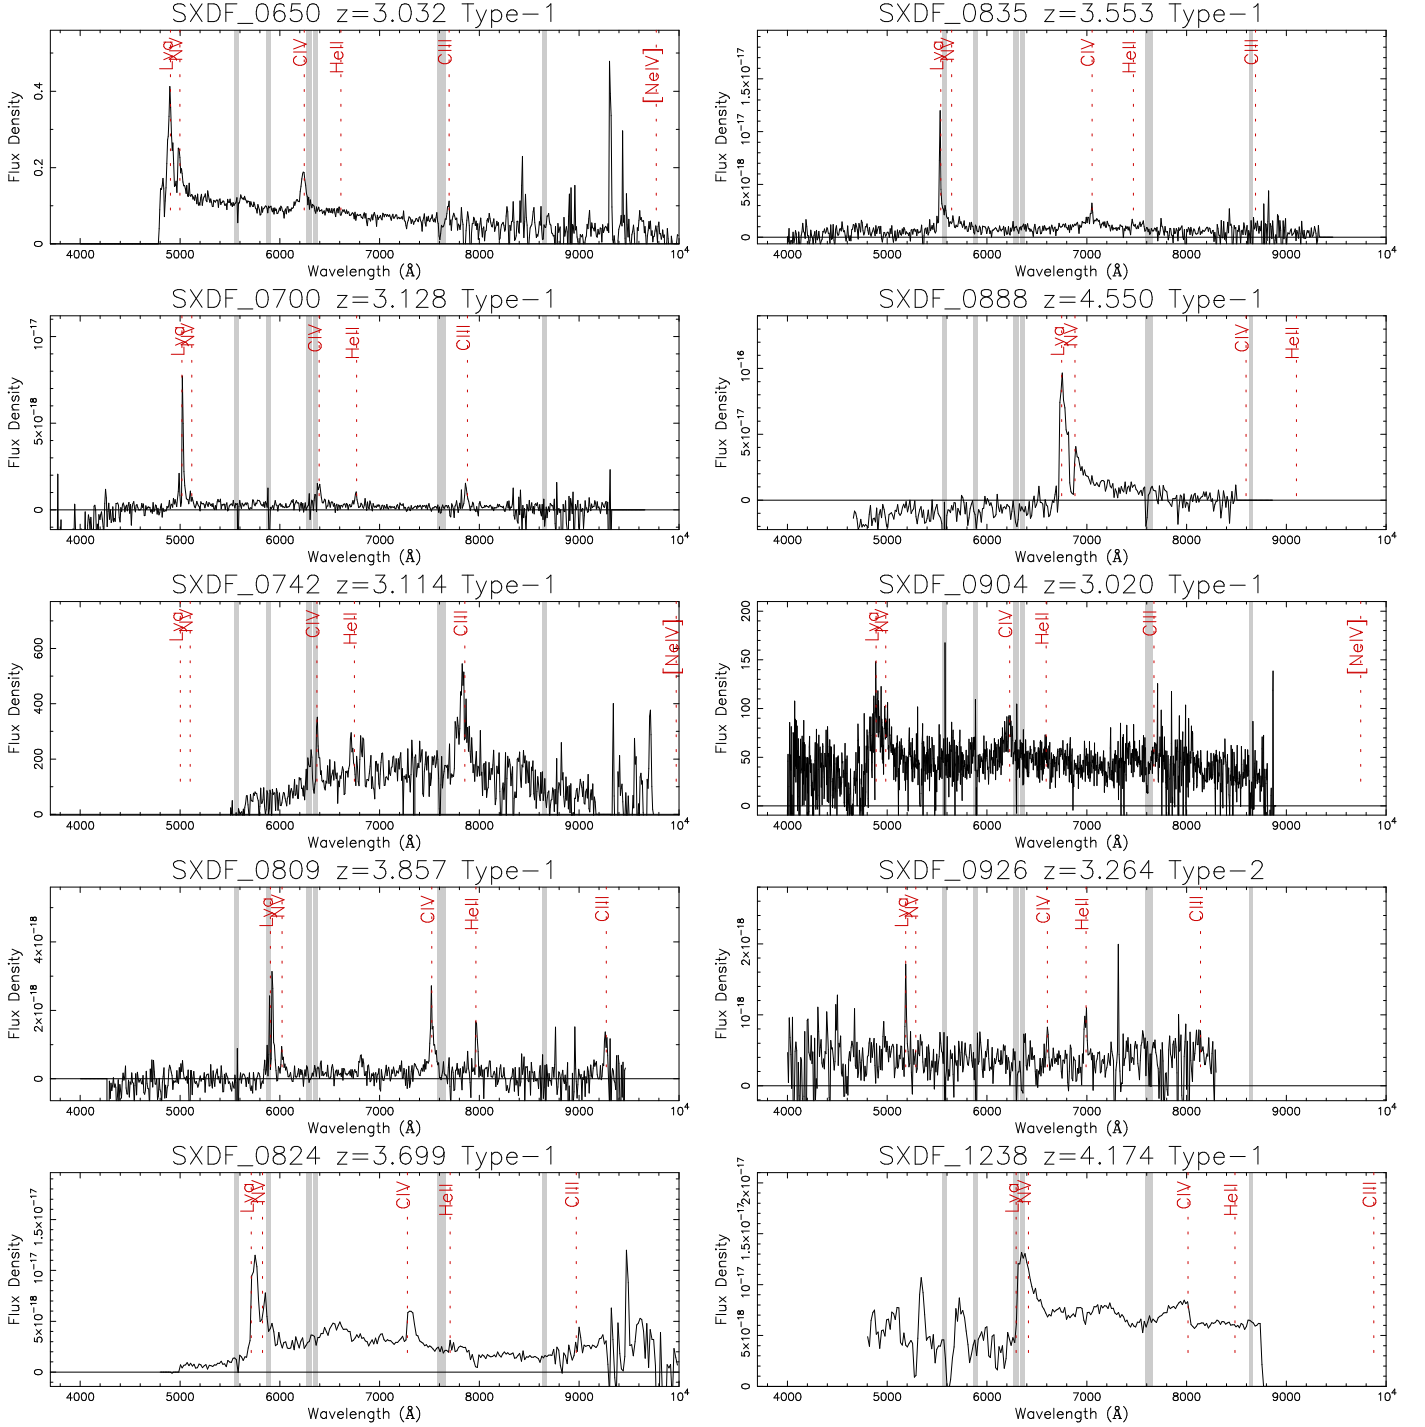 SXDF_0650 z=3.032 Type-1
Lyα NV CIV HeII CIII [NeIV]
Flux Density
0 0.2 0.4
4000 5000 6000 7000 8000 9000 10⁴
Wavelength (Å)
SXDF_0835 z=3.553 Type-1
Lyα NV CIV HeII CIII
Flux Density
0 5×10⁻¹⁸ 10⁻¹⁷ 1.5×10⁻¹⁷
4000 5000 6000 7000 8000 9000 10⁴
Wavelength (Å)
SXDF_0700 z=3.128 Type-1
Lyα NV CIV HeII CIII
Flux Density
0 5×10⁻¹⁸ 10⁻¹⁷
4000 5000 6000 7000 8000 9000 10⁴
Wavelength (Å)
SXDF_0888 z=4.550 Type-1
Lyα NV CIV HeII
Flux Density
0 5×10⁻¹⁷ 10⁻¹⁶
4000 5000 6000 7000 8000 9000 10⁴
Wavelength (Å)
SXDF_0742 z=3.114 Type-1
Lyα NV CIV HeII CIII [NeIV]
Flux Density
0 200 400 600
4000 5000 6000 7000 8000 9000 10⁴
Wavelength (Å)
SXDF_0904 z=3.020 Type-1
Lyα NV CIV HeII CIII [NeIV]
Flux Density
0 50 100 150 200
4000 5000 6000 7000 8000 9000 10⁴
Wavelength (Å)
SXDF_0809 z=3.857 Type-1
Lyα NV CIV HeII CIII
Flux Density
0 2×10⁻¹⁸ 4×10⁻¹⁸
4000 5000 6000 7000 8000 9000 10⁴
Wavelength (Å)
SXDF_0926 z=3.264 Type-2
Lyα NV CIV HeII CIII
Flux Density
0 10⁻¹⁸ 2×10⁻¹⁸
4000 5000 6000 7000 8000 9000 10⁴
Wavelength (Å)
SXDF_0824 z=3.699 Type-1
Lyα NV CIV HeII CIII
Flux Density
0 5×10⁻¹⁸ 10⁻¹⁷ 1.5×10⁻¹⁷
4000 5000 6000 7000 8000 9000 10⁴
Wavelength (Å)
SXDF_1238 z=4.174 Type-1
Lyα NV CIV HeII CIII
Flux Density
0 5×10⁻¹⁸ 10⁻¹⁷ 1.5×10⁻¹⁷ 2×10⁻¹⁷
4000 5000 6000 7000 8000 9000 10⁴
Wavelength (Å)